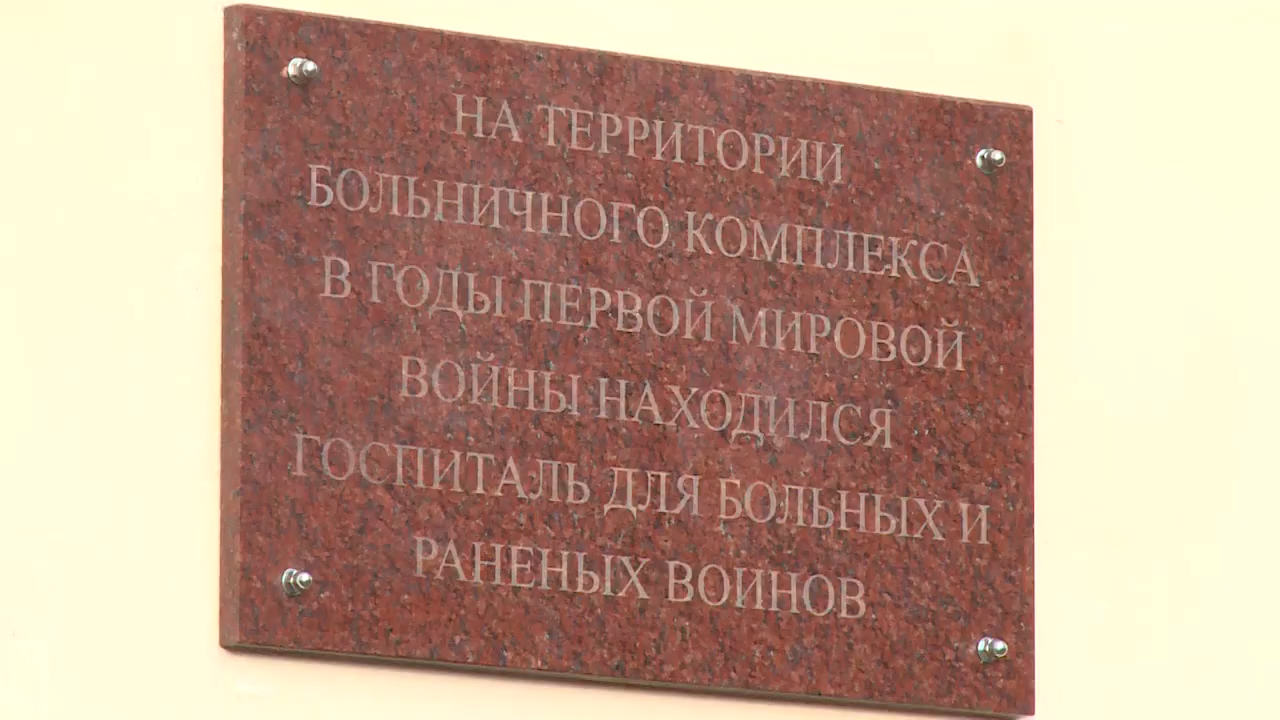 НА ТЕРРИТОРИИ
БОЛЬНИЧНОГО КОМПЛЕКСА
В ГОДЫ ПЕРВОЙ МИРОВОЙ
ВОЙНЫ НАХОДИЛСЯ
ГОСПИТАЛЬ ДЛЯ БОЛЬНЫХ И
РАНЕНЫХ ВОИНОВ